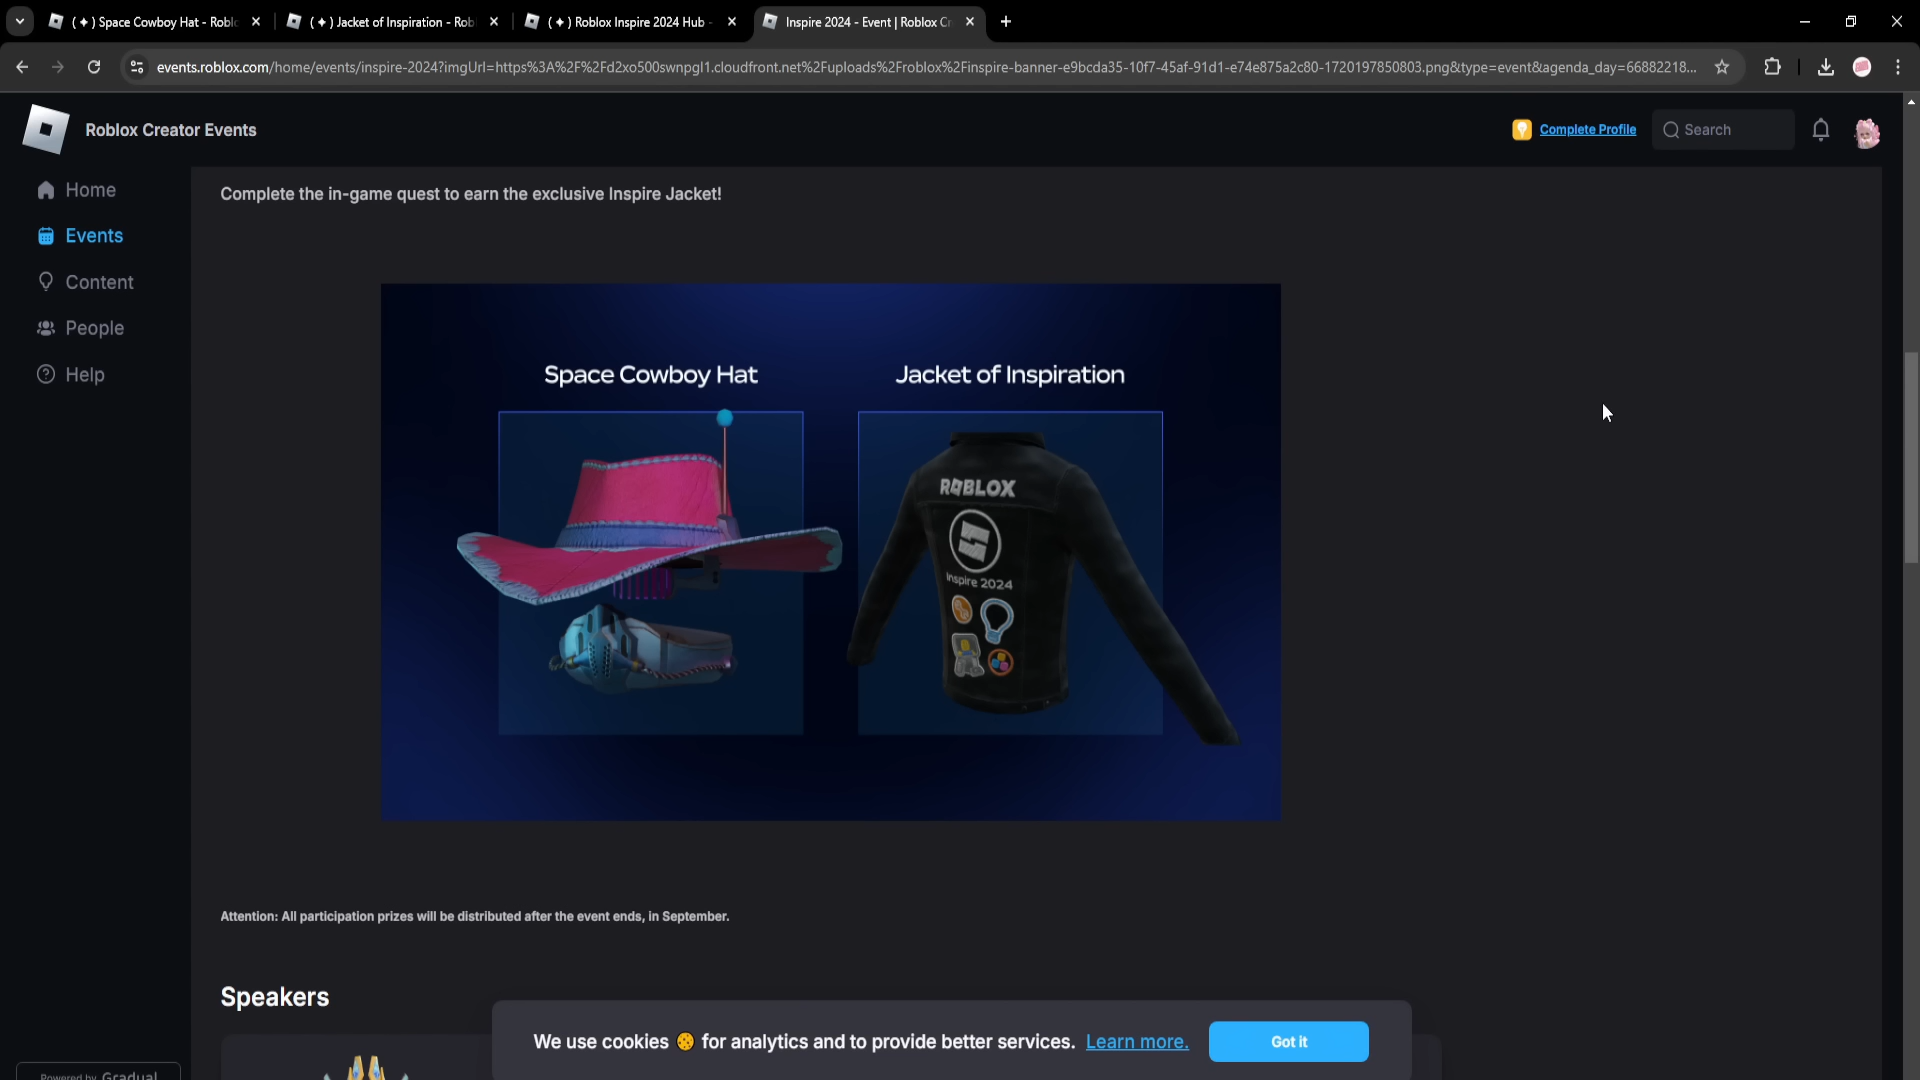 (✦) Space Cowboy Hat - Roblo
(✦) Jacket of Inspiration - Rob
(✦) Roblox Inspire 2024 Hub -
Inspire 2024 - Event | Roblox Cr
events.roblox.com/home/events/inspire-2024?imgUrl=https%3A%2F%2Fd2xo500swnpgl1.cloudfront.net%2Fuploads%2Froblox%2Finspire-banner-e9bcda35-10f7-45af-91d1-e74e875a2c80-1720197850803.png&type=event&agenda_day=66882218...
Roblox Creator Events
Complete Profile
Search
Home
Events
Content
People
Help
Complete the in-game quest to earn the exclusive Inspire Jacket!
Space Cowboy Hat
Jacket of Inspiration
ROBLOX
Inspire 2024
Attention: All participation prizes will be distributed after the event ends, in September.
Speakers
We use cookies 🍪 for analytics and to provide better services. Learn more.
Got it
Powered by Gradual